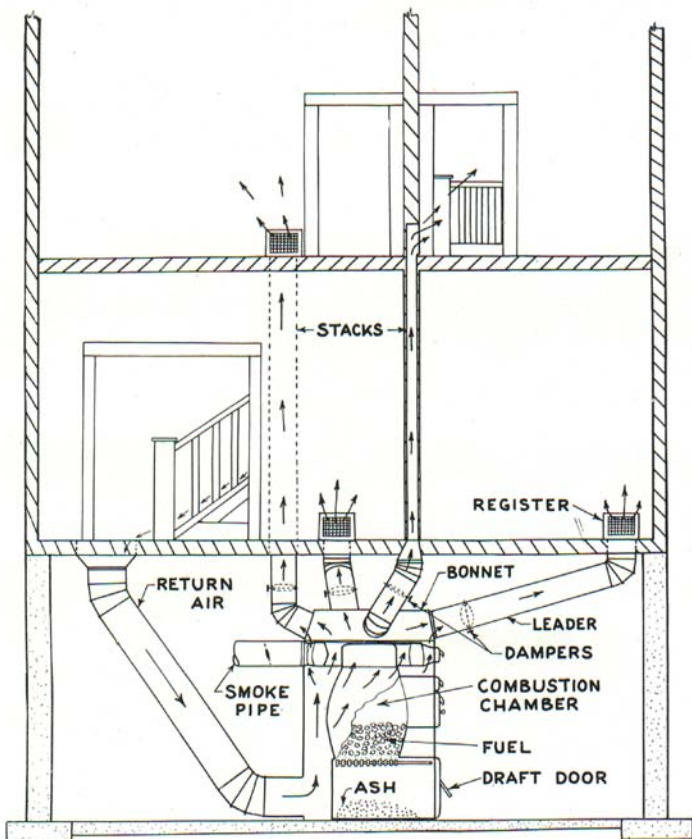 STACKS
REGISTER
RETURN
AIR
BONNET
LEADER
DAMPERS
SMOKE
PIPE
COMBUSTION
CHAMBER
FUEL
DRAFT DOOR
ASH